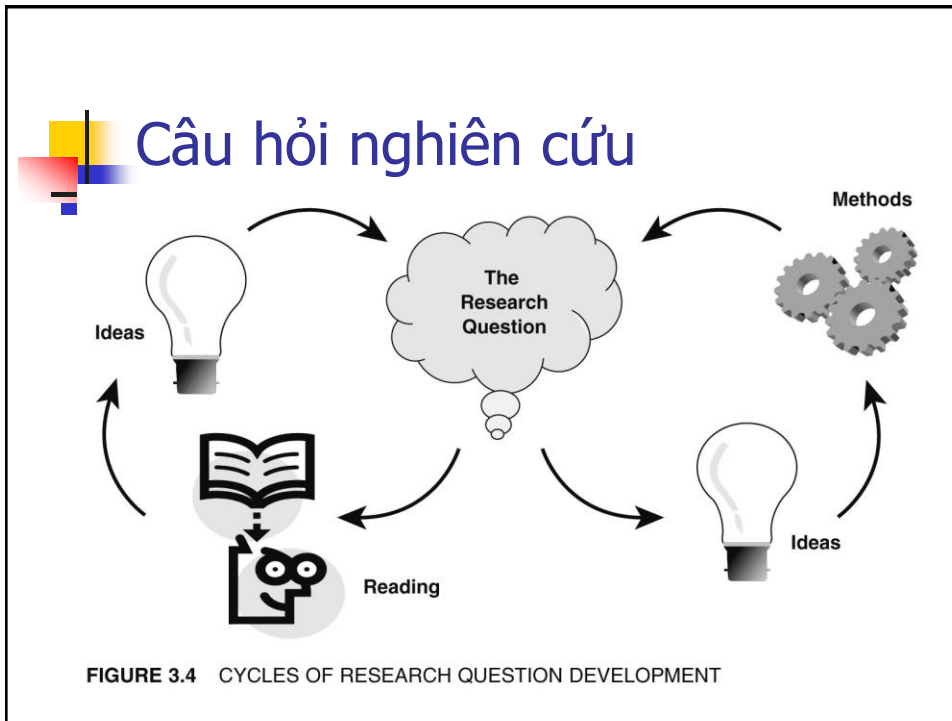 Câu hỏi nghiên cứu
Methods
The
Research
Question
Ideas
Ideas
Reading
FIGURE 3.4 CYCLES OF RESEARCH QUESTION DEVELOPMENT